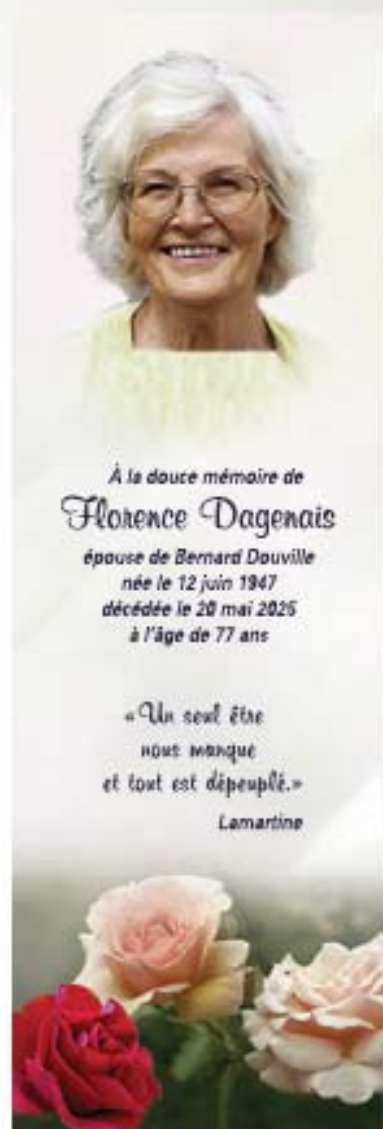 À la douce mémoire de
Florence Dagenais
épouse de Bernard Douville
née le 12 juin 1947
décédée le 20 mai 2025
à l'âge de 77 ans
«Un seul être
nous manque
et tout est dépeuplé.»
Lamartine